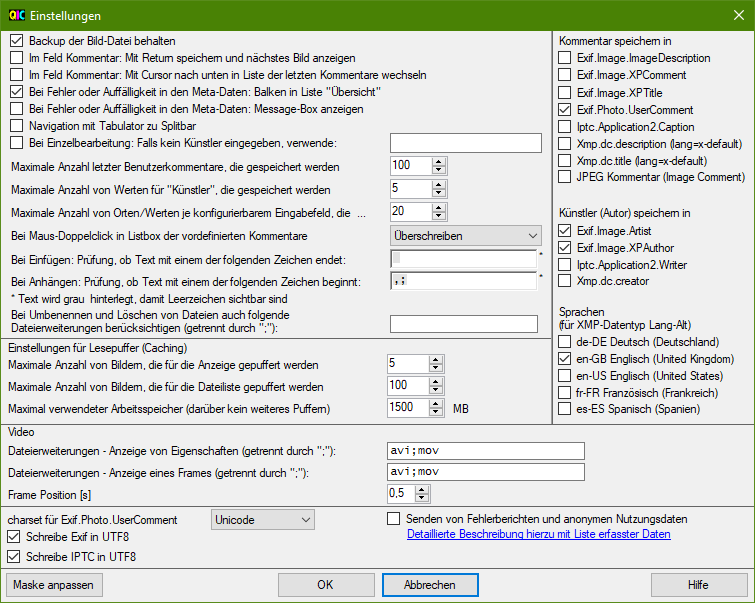 QIC Einstellungen
Backup der Bild-Datei behalten
Im Feld Kommentar: Mit Return speichern und nächstes Bild anzeigen
Im Feld Kommentar: Mit Cursor nach unten in Liste der letzten Kommentare wechseln
Bei Fehler oder Auffäligkeit in den Meta-Daten: Balken in Liste "Übersicht"
Bei Fehler oder Auffäligkeit in den Meta-Daten: Message-Box anzeigen
Navigation mit Tabulator zu Splitbar
Bei Einzelbearbeitung: Falls kein Künstler eingegeben, verwende:
Maximale Anzahl letzter Benutzerkommentare, die gespeichert werden 100
Maximale Anzahl von Werten für "Künstler", die gespeichert werden 5
Maximale Anzahl von Orten/Werten je konfigurierbarem Eingabefeld, die ... 20
Bei Maus-Doppelclick in Listbox der vordefinierten Kommentare Überschreiben
Bei Einfügen: Prüfung, ob Text mit einem der folgenden Zeichen endet: *
Bei Anhängen: Prüfung, ob Text mit einem der folgenden Zeichen beginnt: ,; *
* Text wird grau hinterlegt, damit Leerzeichen sichtbar sind
Bei Umbenennen und Löschen von Dateien auch folgende
Dateierweiterungen berücksichtigen (getrennt durch ";"):
Kommentar speichern in
Exif.Image.ImageDescription
Exif.Image.XPComment
Exif.Image.XPTitle
Exif.Photo.UserComment
Iptc.Application2.Caption
Xmp.dc.description (lang=x-default)
Xmp.dc.title (lang=x-default)
JPEG Kommentar (Image Comment)
Künstler (Autor) speichern in
Exif.Image.Artist
Exif.Image.XPAuthor
Iptc.Application2.Writer
Xmp.dc.creator
Sprachen
(für XMP-Datentyp Lang-Alt)
de-DE Deutsch (Deutschland)
en-GB Englisch (United Kingdom)
en-US Englisch (United States)
fr-FR Französisch (Frankreich)
es-ES Spanisch (Spanien)
Einstellungen für Lesepuffer (Caching)
Maximale Anzahl von Bildern, die für die Anzeige gepuffert werden 5
Maximale Anzahl von Bildern, die für die Dateiliste gepuffert werden 100
Maximal verwendeter Arbeitsspeicher (darüber kein weiteres Puffern) 1500 MB
Video
Dateierweiterungen - Anzeige von Eigenschaften (getrennt durch ";"): avi;mov
Dateierweiterungen - Anzeige eines Frames (getrennt durch ";"): avi;mov
Frame Position [s] 0,5
charset für Exif.Photo.UserComment Unicode
Schreibe Exif in UTF8
Schreibe IPTC in UTF8
Senden von Fehlerberichten und anonymen Nutzungsdaten
Detaillierte Beschreibung hierzu mit Liste erfasster Daten
Maske anpassen OK Abbrechen Hilfe